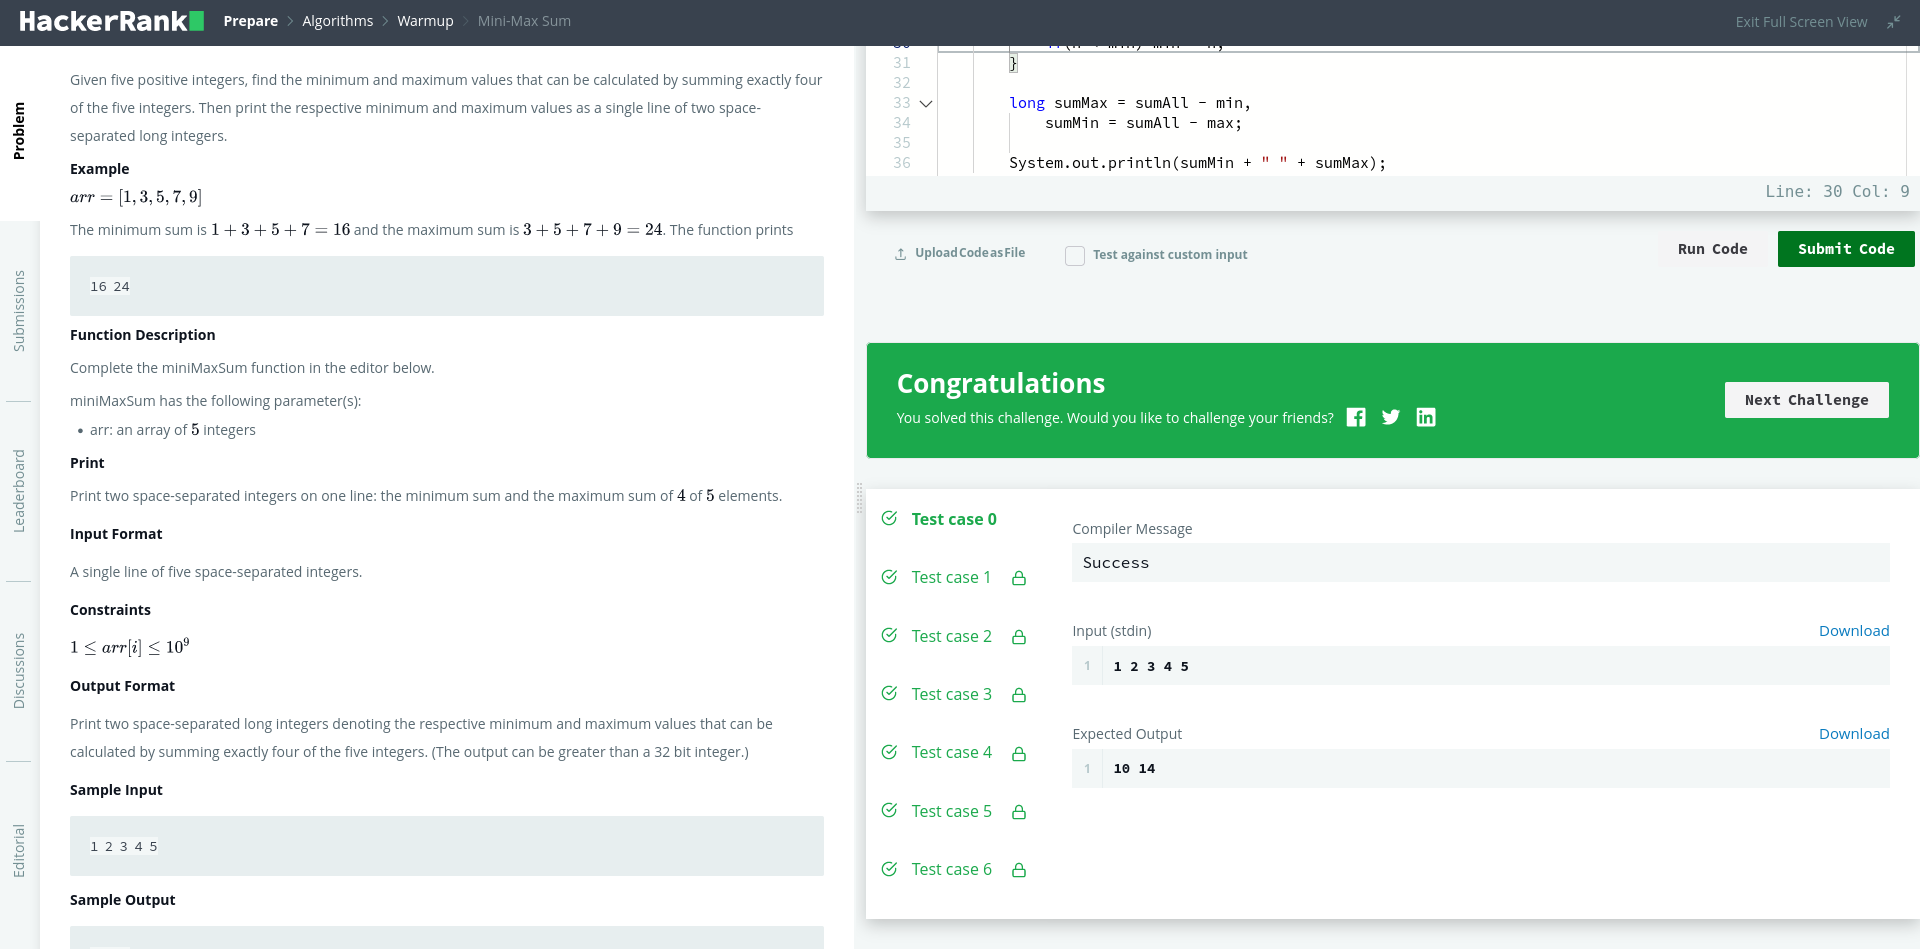 HackerRank
Prepare > Algorithms > Warmup > Mini-Max Sum
Exit Full Screen View
Problem
Submissions
Leaderboard
Discussions
Editorial
Given five positive integers, find the minimum and maximum values that can be calculated by summing exactly four
of the five integers. Then print the respective minimum and maximum values as a single line of two space-
separated long integers.
Example
arr = [1, 3, 5, 7, 9]
The minimum sum is 1 + 3 + 5 + 7 = 16 and the maximum sum is 3 + 5 + 7 + 9 = 24. The function prints
16 24
Function Description
Complete the miniMaxSum function in the editor below.
miniMaxSum has the following parameter(s):
• arr: an array of 5 integers
Print
Print two space-separated integers on one line: the minimum sum and the maximum sum of 4 of 5 elements.
Input Format
A single line of five space-separated integers.
Constraints
1 ≤ arr[i] ≤ 10⁹
Output Format
Print two space-separated long integers denoting the respective minimum and maximum values that can be
calculated by summing exactly four of the five integers. (The output can be greater than a 32 bit integer.)
Sample Input
1 2 3 4 5
Sample Output
31 }
32
33 long sumMax = sumAll - min,
34 sumMin = sumAll - max;
35
36 System.out.println(sumMin + " " + sumMax);
Line: 30 Col: 9
Upload Code as File
Test against custom input
Run Code
Submit Code
Congratulations
You solved this challenge. Would you like to challenge your friends?
Next Challenge
Test case 0
Test case 1
Test case 2
Test case 3
Test case 4
Test case 5
Test case 6
Compiler Message
Success
Input (stdin)
Download
1 1 2 3 4 5
Expected Output
Download
1 10 14